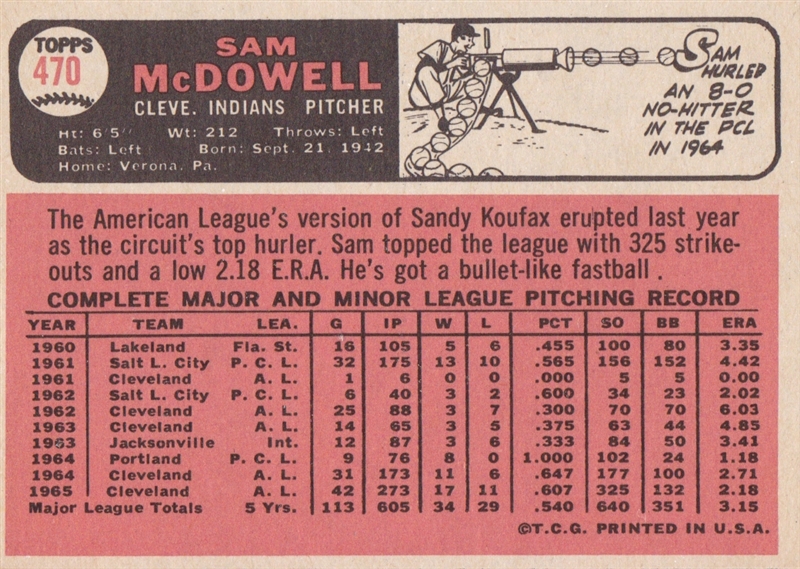 TOPPS
470
SAM
McDOWELL
CLEVE. INDIANS PITCHER
Ht: 6'5" Wt: 212 Throws: Left
Bats: Left Born: Sept. 21, 1942
Home: Verona, Pa.
SAM
HURLED
AN 8-0
NO-HITTER
IN THE PCL
IN 1964
The American League's version of Sandy Koufax erupted last year
as the circuit's top hurler. Sam topped the league with 325 strike-
outs and a low 2.18 E.R.A. He's got a bullet-like fastball.
COMPLETE MAJOR AND MINOR LEAGUE PITCHING RECORD
YEAR TEAM LEA. G IP W L PCT SO BB ERA
1960 Lakeland Fla. St. 16 105 5 6 .455 100 80 3.35
1961 Salt L. City P. C. L. 32 175 13 10 .565 156 152 4.42
1961 Cleveland A. L. 1 6 0 0 .000 5 5 0.00
1962 Salt L. City P. C. L. 6 40 3 2 .600 34 23 2.02
1962 Cleveland A. L. 25 88 3 7 .300 70 70 6.03
1963 Cleveland A. L. 14 65 3 5 .375 63 44 4.85
1963 Jacksonville Int. 12 87 3 6 .333 84 50 3.41
1964 Portland P. C. L. 9 76 8 0 1.000 102 24 1.18
1964 Cleveland A. L. 31 173 11 6 .647 177 100 2.71
1965 Cleveland A. L. 42 273 17 11 .607 325 132 2.18
Major League Totals 5 Yrs. 113 605 34 29 .540 640 351 3.15
©T.C.G. PRINTED IN U.S.A.